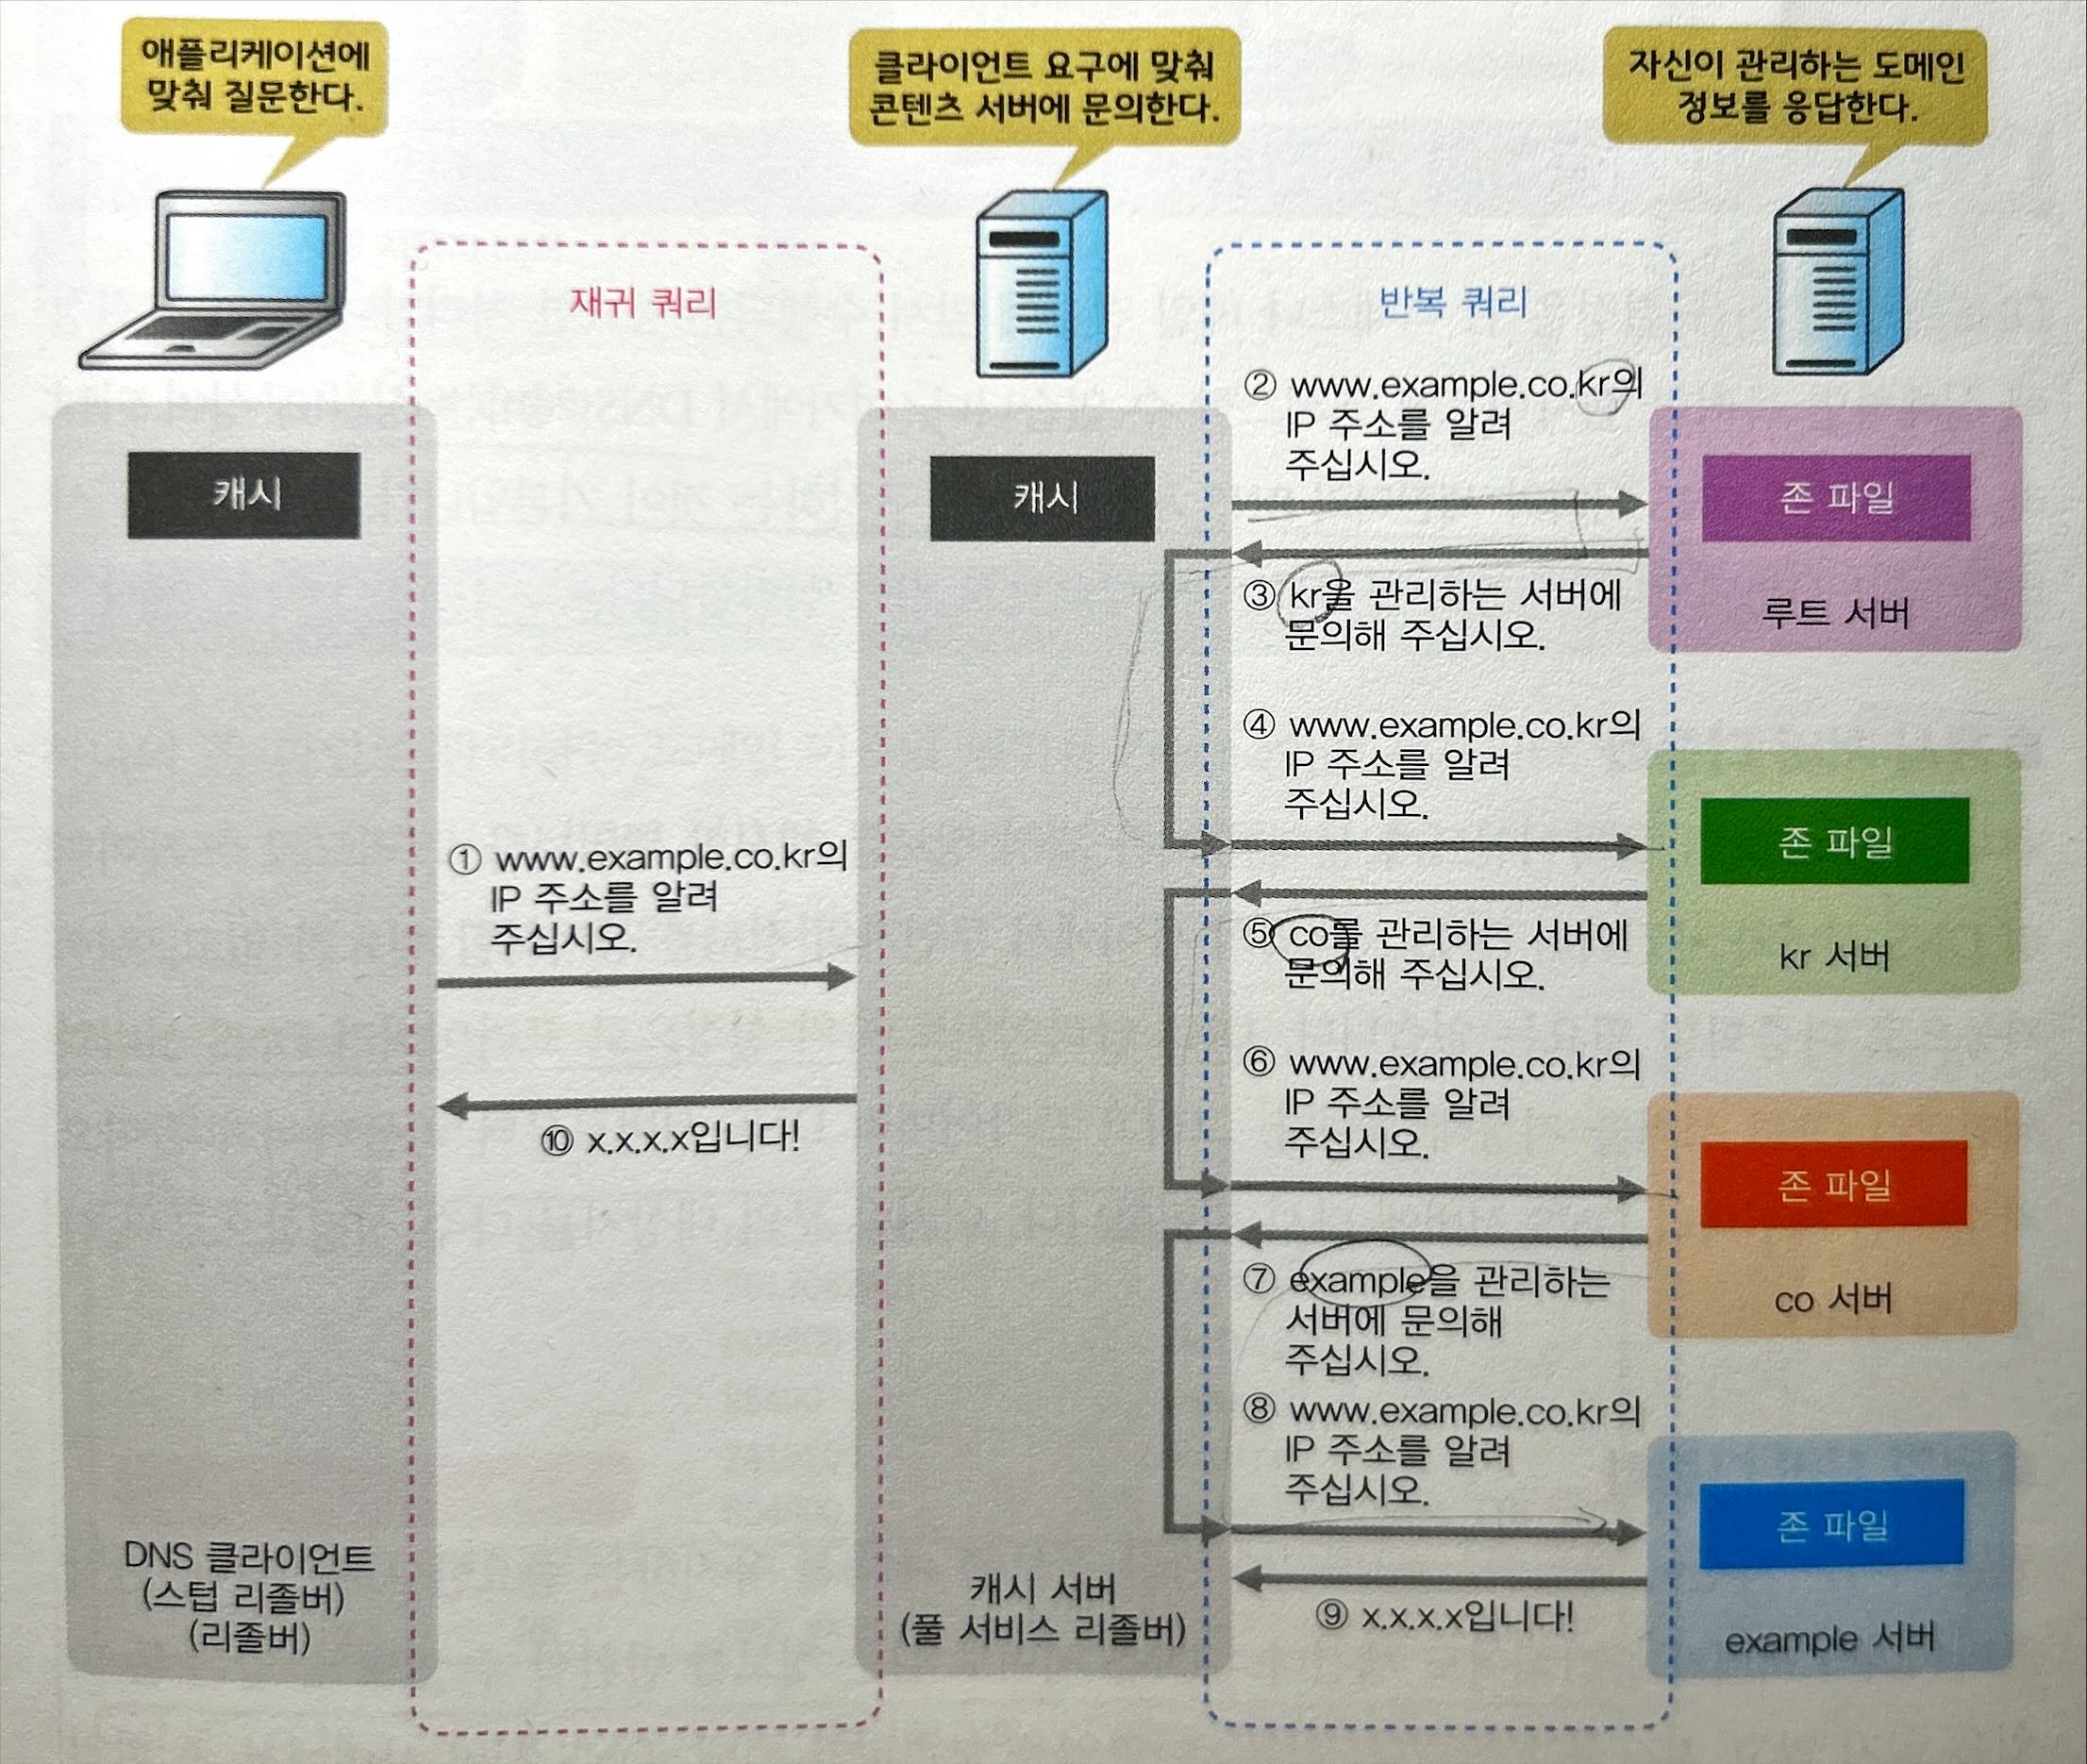 애플리케이션에
맞춰 질문한다.
클라이언트 요구에 맞춰
콘텐츠 서버에 문의한다.
자신이 관리하는 도메인
정보를 응답한다.
재귀 쿼리
반복 쿼리
캐시
캐시
① www.example.co.kr의
IP 주소를 알려
주십시오.
⑩ x.x.x.x입니다!
② www.example.co.kr의
IP 주소를 알려
주십시오.
③ kr을 관리하는 서버에
문의해 주십시오.
④ www.example.co.kr의
IP 주소를 알려
주십시오.
⑤ co를 관리하는 서버에
문의해 주십시오.
⑥ www.example.co.kr의
IP 주소를 알려
주십시오.
⑦ example을 관리하는
서버에 문의해
주십시오.
⑧ www.example.co.kr의
IP 주소를 알려
주십시오.
⑨ x.x.x.x입니다!
존 파일
루트 서버
존 파일
kr 서버
존 파일
co 서버
존 파일
example 서버
DNS 클라이언트
(스텁 리졸버)
(리졸버)
캐시 서버
(풀 서비스 리졸버)